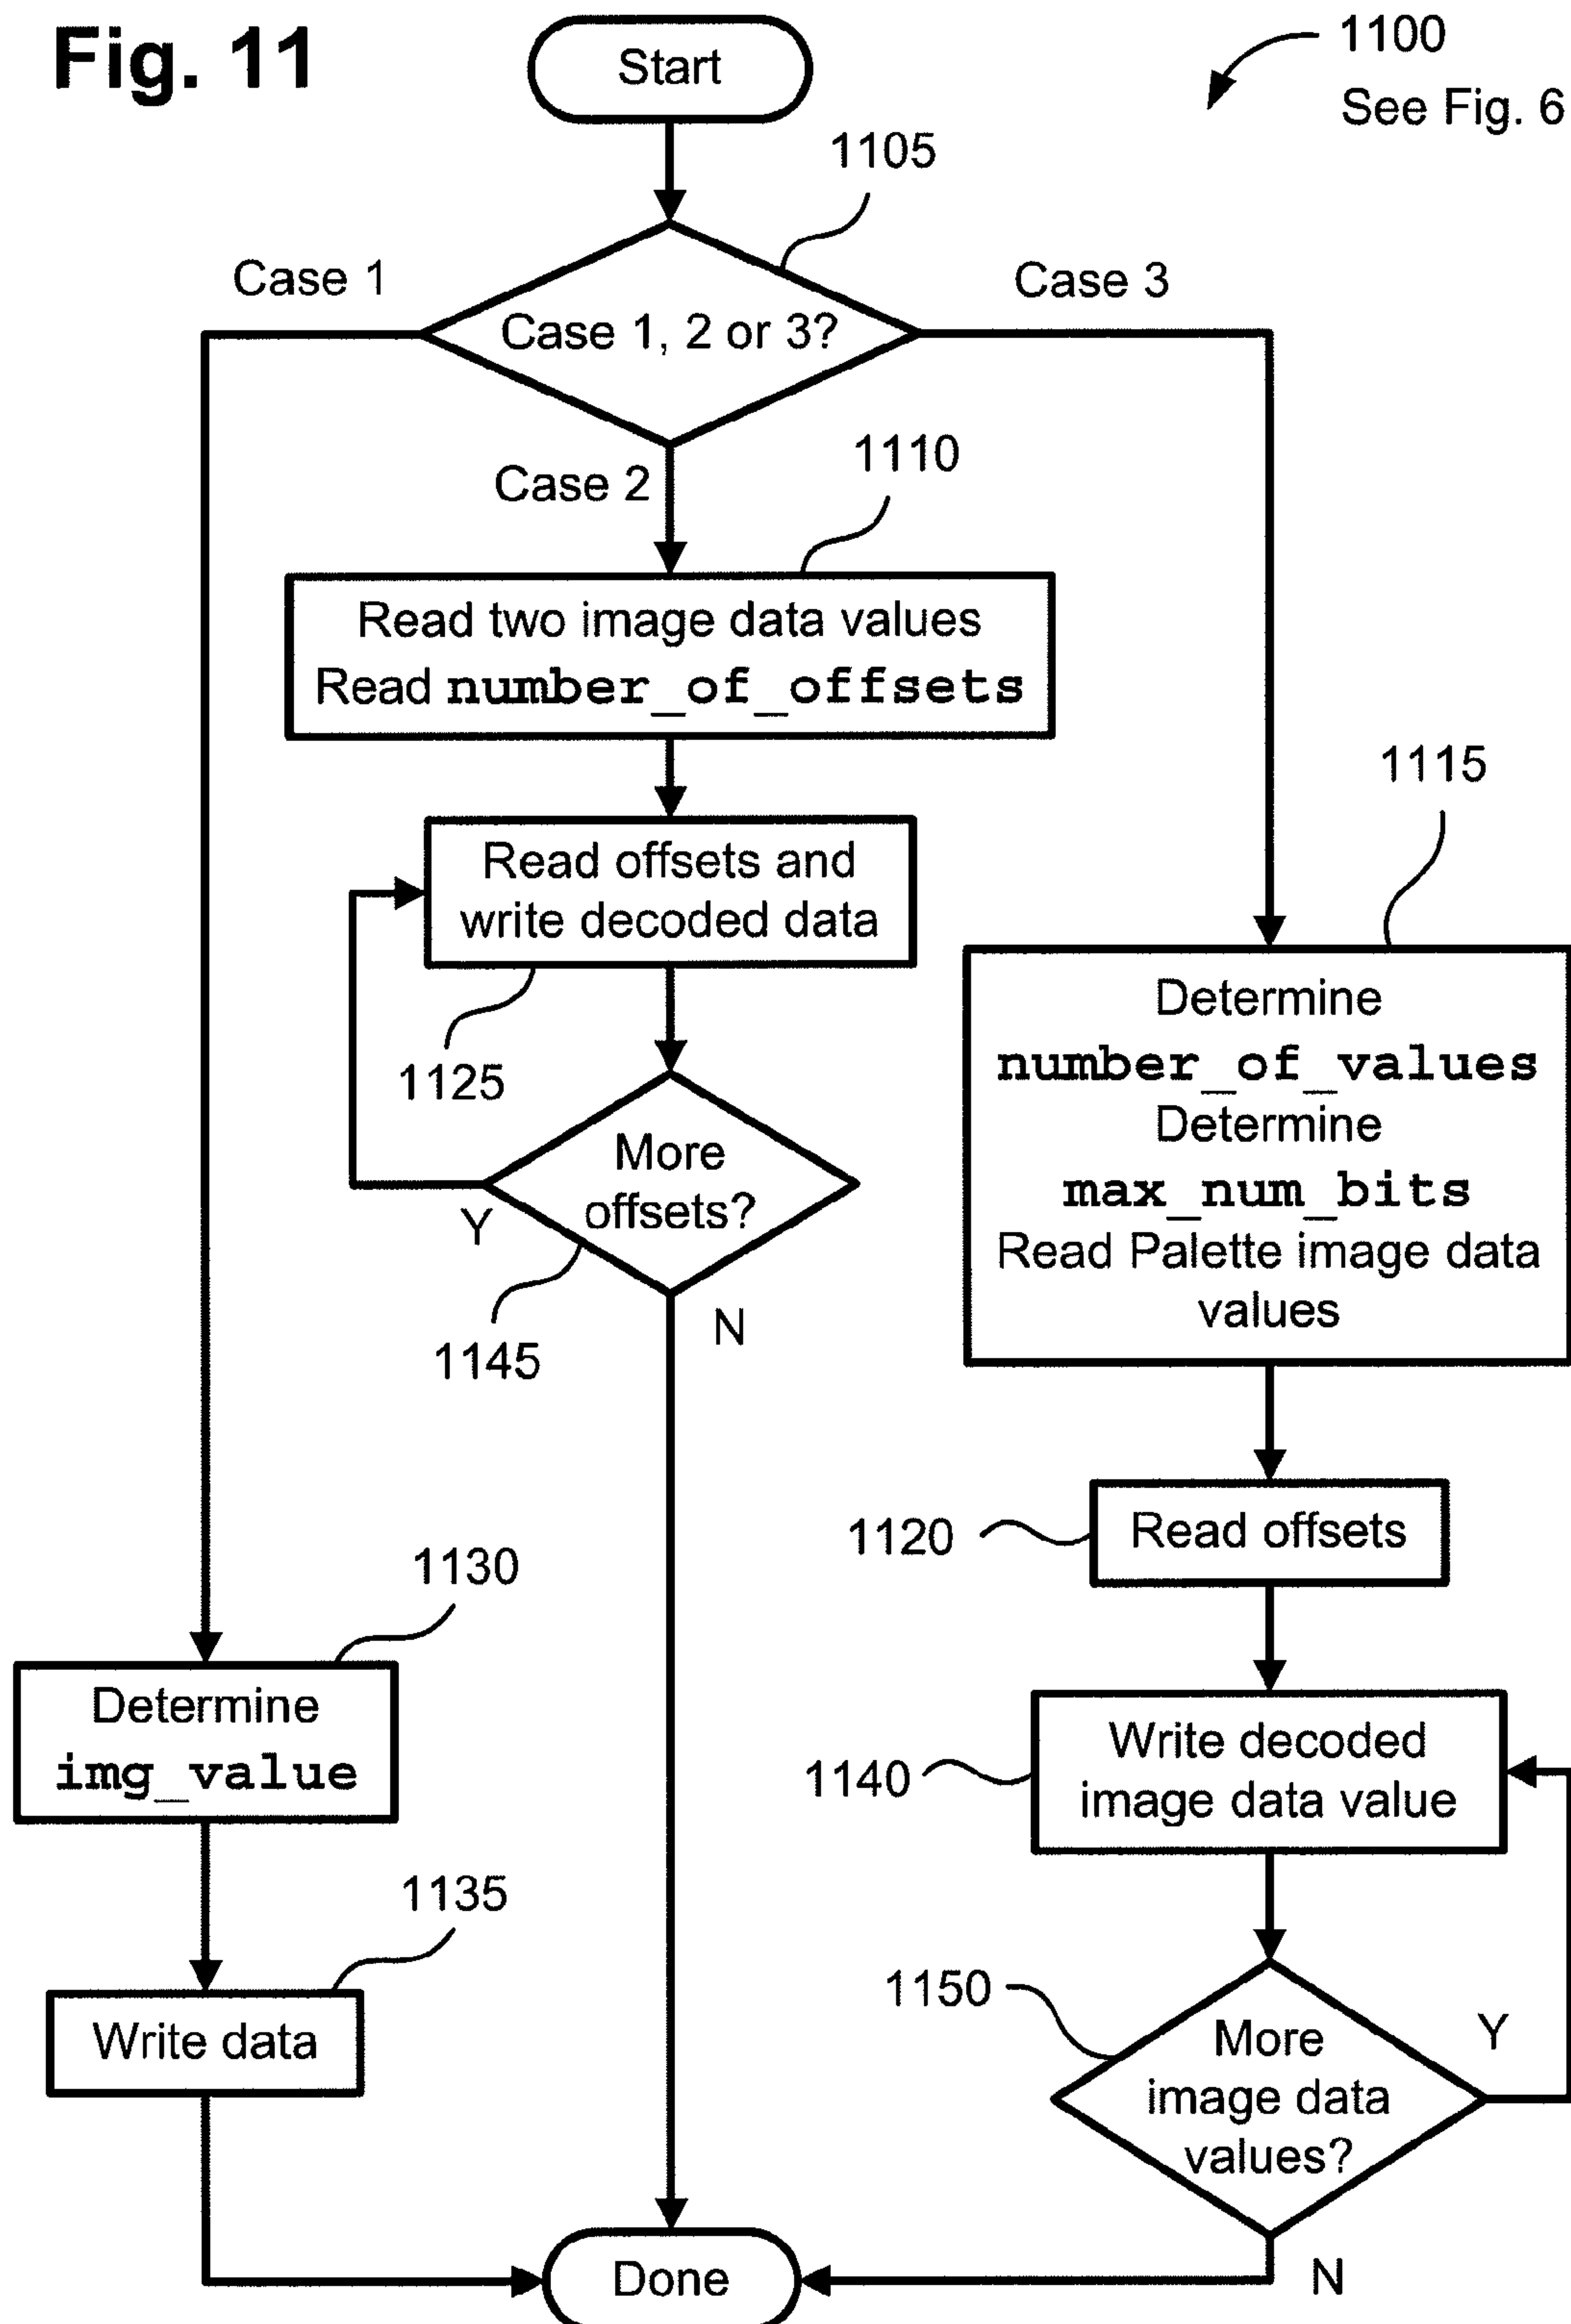 Fig. 11
Start
1100
See Fig. 6
1105
Case 1
Case 3
Case 1, 2 or 3?
Case 2
1110
Read two image data values
Read number_of_offsets
1115
Read offsets and
write decoded data
1125
Determine
number_of_values
Determine
max_num_bits
Read Palette image data
values
More
offsets?
Y
N
1145
1120
Read offsets
1130
Determine
img_value
Write decoded
image data value
1140
1135
Write data
1150
More
image data
values?
Y
Done
N